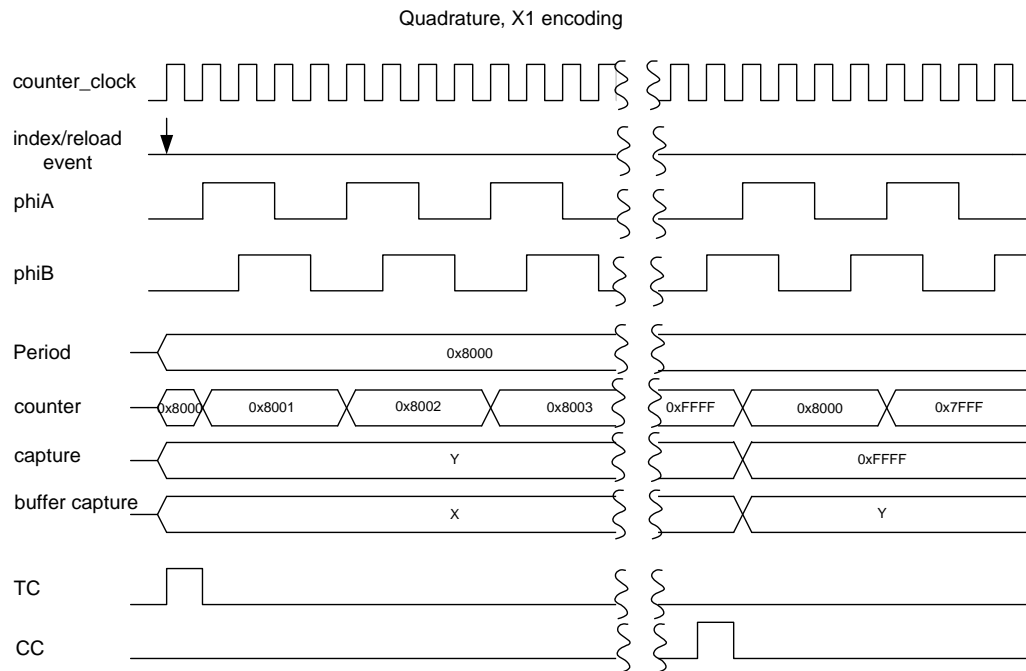 Quadrature, X1 encoding
counter_clock
index/reload
event
phiA
phiB
Period
0x8000
counter
0x8000
0x8001
0x8002
0x8003
0xFFFF
0x8000
0x7FFF
capture
Y
0xFFFF
buffer capture
X
Y
TC
CC